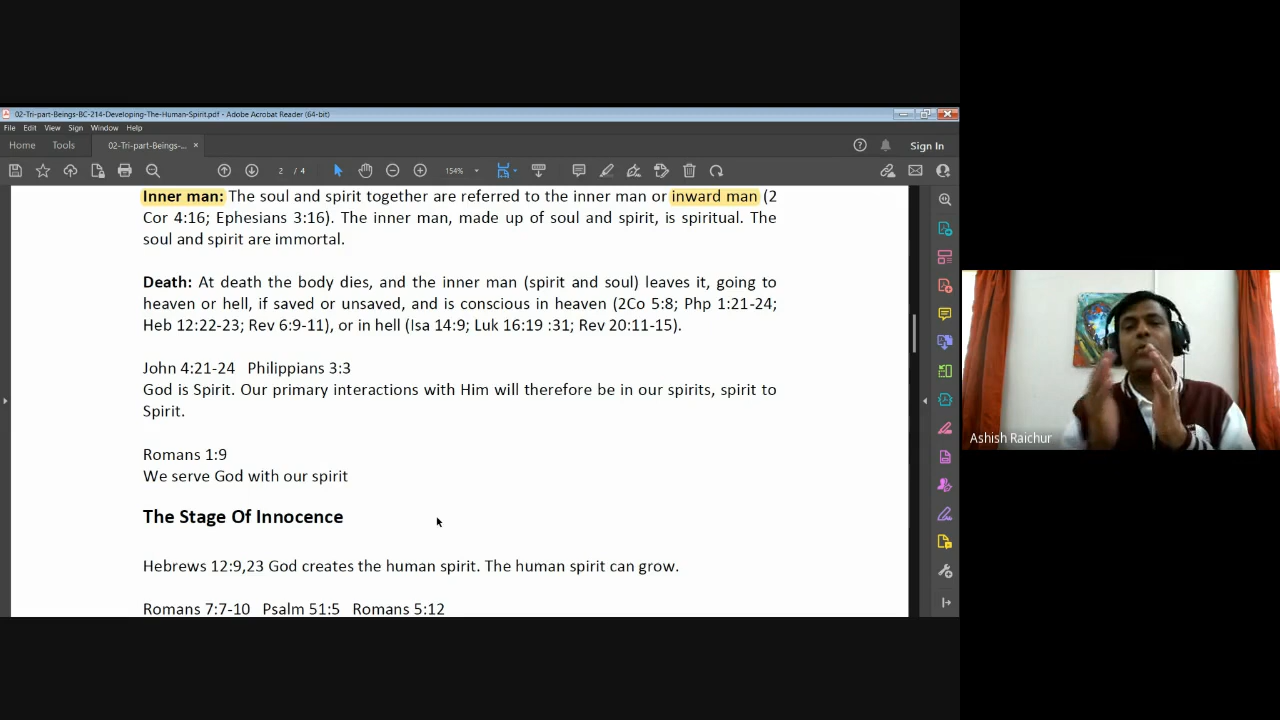 02-Tri-part-Beings-BC-214-Developing-The-Human-Spirit.pdf - Adobe Acrobat Reader (64-bit)
File Edit View Sign Window Help
Home Tools 02-Tri-part-Beings-... × Sign In
2 / 4 154%
Inner man: The soul and spirit together are referred to the inner man or inward man (2
Cor 4:16; Ephesians 3:16). The inner man, made up of soul and spirit, is spiritual. The
soul and spirit are immortal.
Death: At death the body dies, and the inner man (spirit and soul) leaves it, going to
heaven or hell, if saved or unsaved, and is conscious in heaven (2Co 5:8; Php 1:21-24;
Heb 12:22-23; Rev 6:9-11), or in hell (Isa 14:9; Luk 16:19 :31; Rev 20:11-15).
John 4:21-24 Philippians 3:3
God is Spirit. Our primary interactions with Him will therefore be in our spirits, spirit to
Spirit.
Romans 1:9
We serve God with our spirit
The Stage Of Innocence
Hebrews 12:9,23 God creates the human spirit. The human spirit can grow.
Romans 7:7-10 Psalm 51:5 Romans 5:12
Ashish Raichur